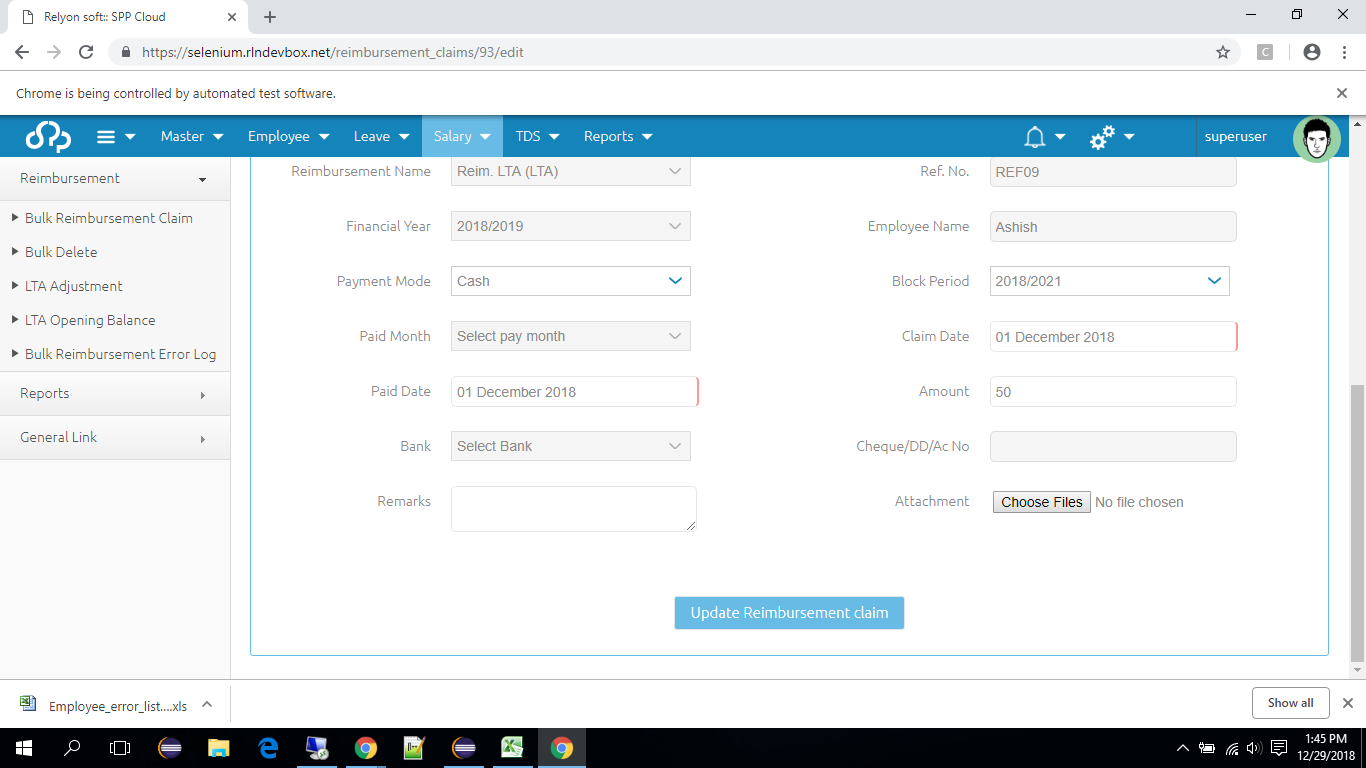 Relyon soft:: SPP Cloud
https://selenium.rlndevbox.net/reimbursement_claims/93/edit
C
Chrome is being controlled by automated test software.
Spp Master Employee Leave Salary TDS Reports superuser
Reimbursement
Bulk Reimbursement Claim
Bulk Delete
LTA Adjustment
LTA Opening Balance
Bulk Reimbursement Error Log
Reports
General Link
Reimbursement Name Reim. LTA (LTA) Ref. No. REF09
Financial Year 2018/2019 Employee Name Ashish
Payment Mode Cash Block Period 2018/2021
Paid Month Select pay month Claim Date 01 December 2018
Paid Date 01 December 2018 Amount 50
Bank Select Bank Cheque/DD/Ac No
Remarks Attachment Choose Files No file chosen
Update Reimbursement claim
Employee_error_list....xls Show all
1:45 PM
12/29/2018